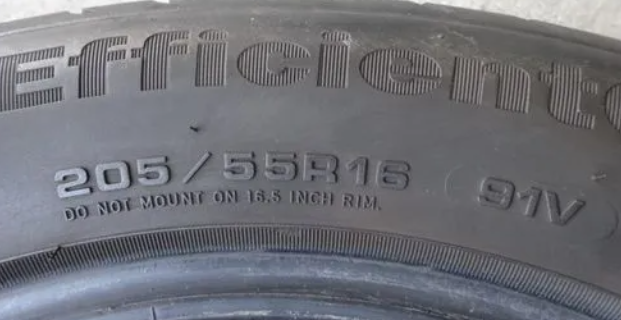 Efficient
205/55R16 91V
DO NOT MOUNT ON 16.5 INCH RIM.